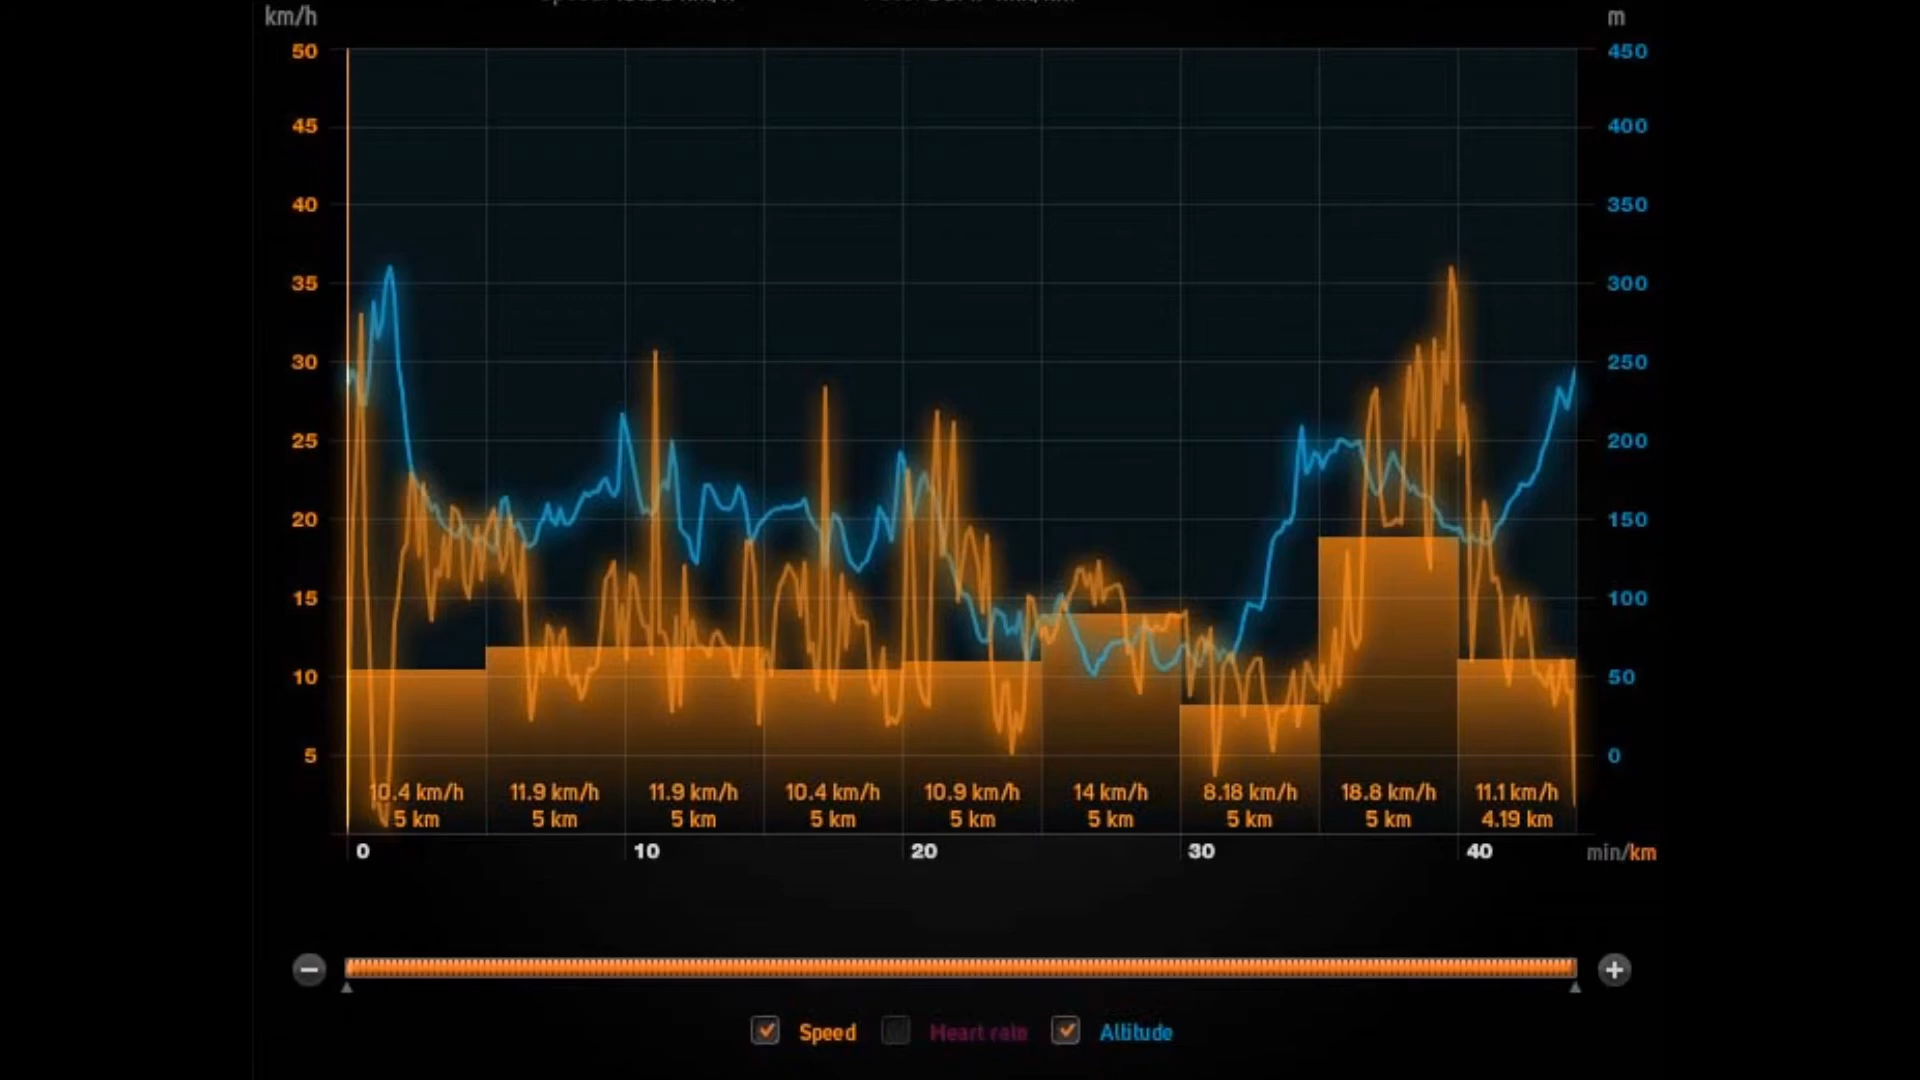 km/h m
50 450
45 400
40 350
35 300
30 250
25 200
20 150
15 100
10 50
5 0
10.4 km/h 11.9 km/h 11.9 km/h 10.4 km/h 10.9 km/h 14 km/h 8.18 km/h 18.8 km/h 11.1 km/h
5 km 5 km 5 km 5 km 5 km 5 km 5 km 5 km 4.19 km
0 10 20 30 40 min/km
Speed Heart rate Altitude